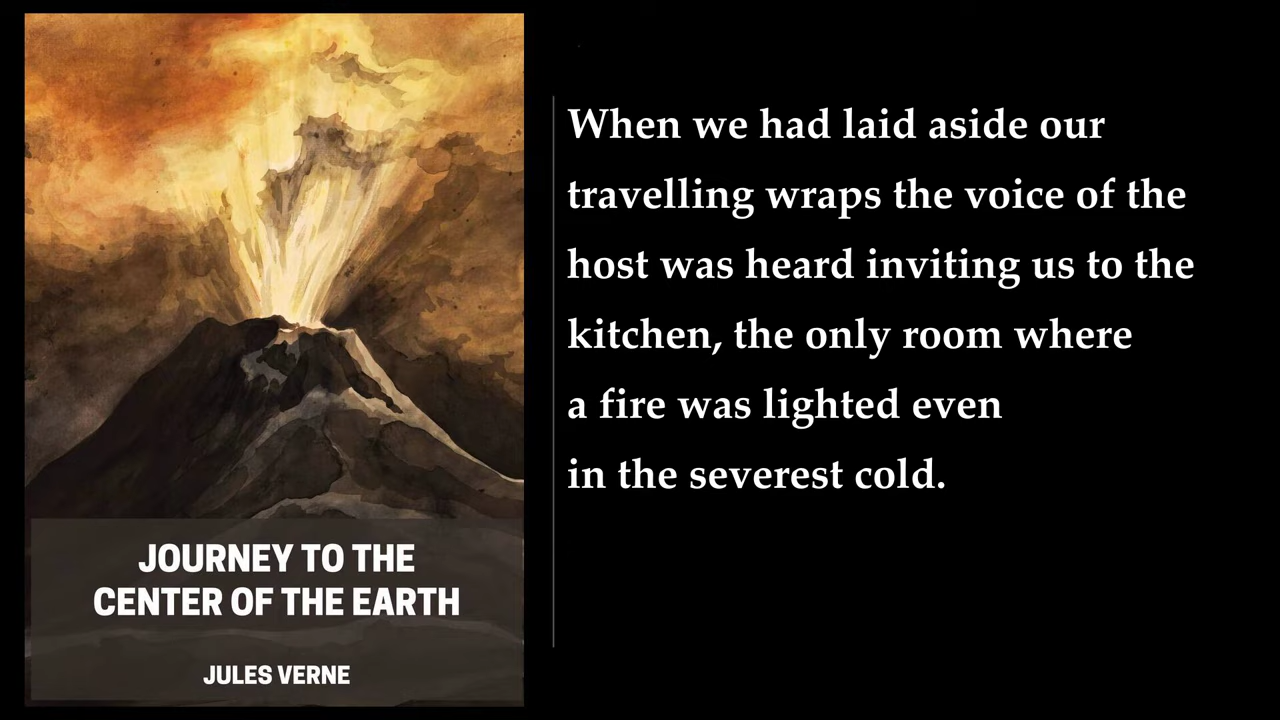 When we had laid aside our
travelling wraps the voice of the
host was heard inviting us to the
kitchen, the only room where
a fire was lighted even
in the severest cold.
JOURNEY TO THE
CENTER OF THE EARTH
JULES VERNE